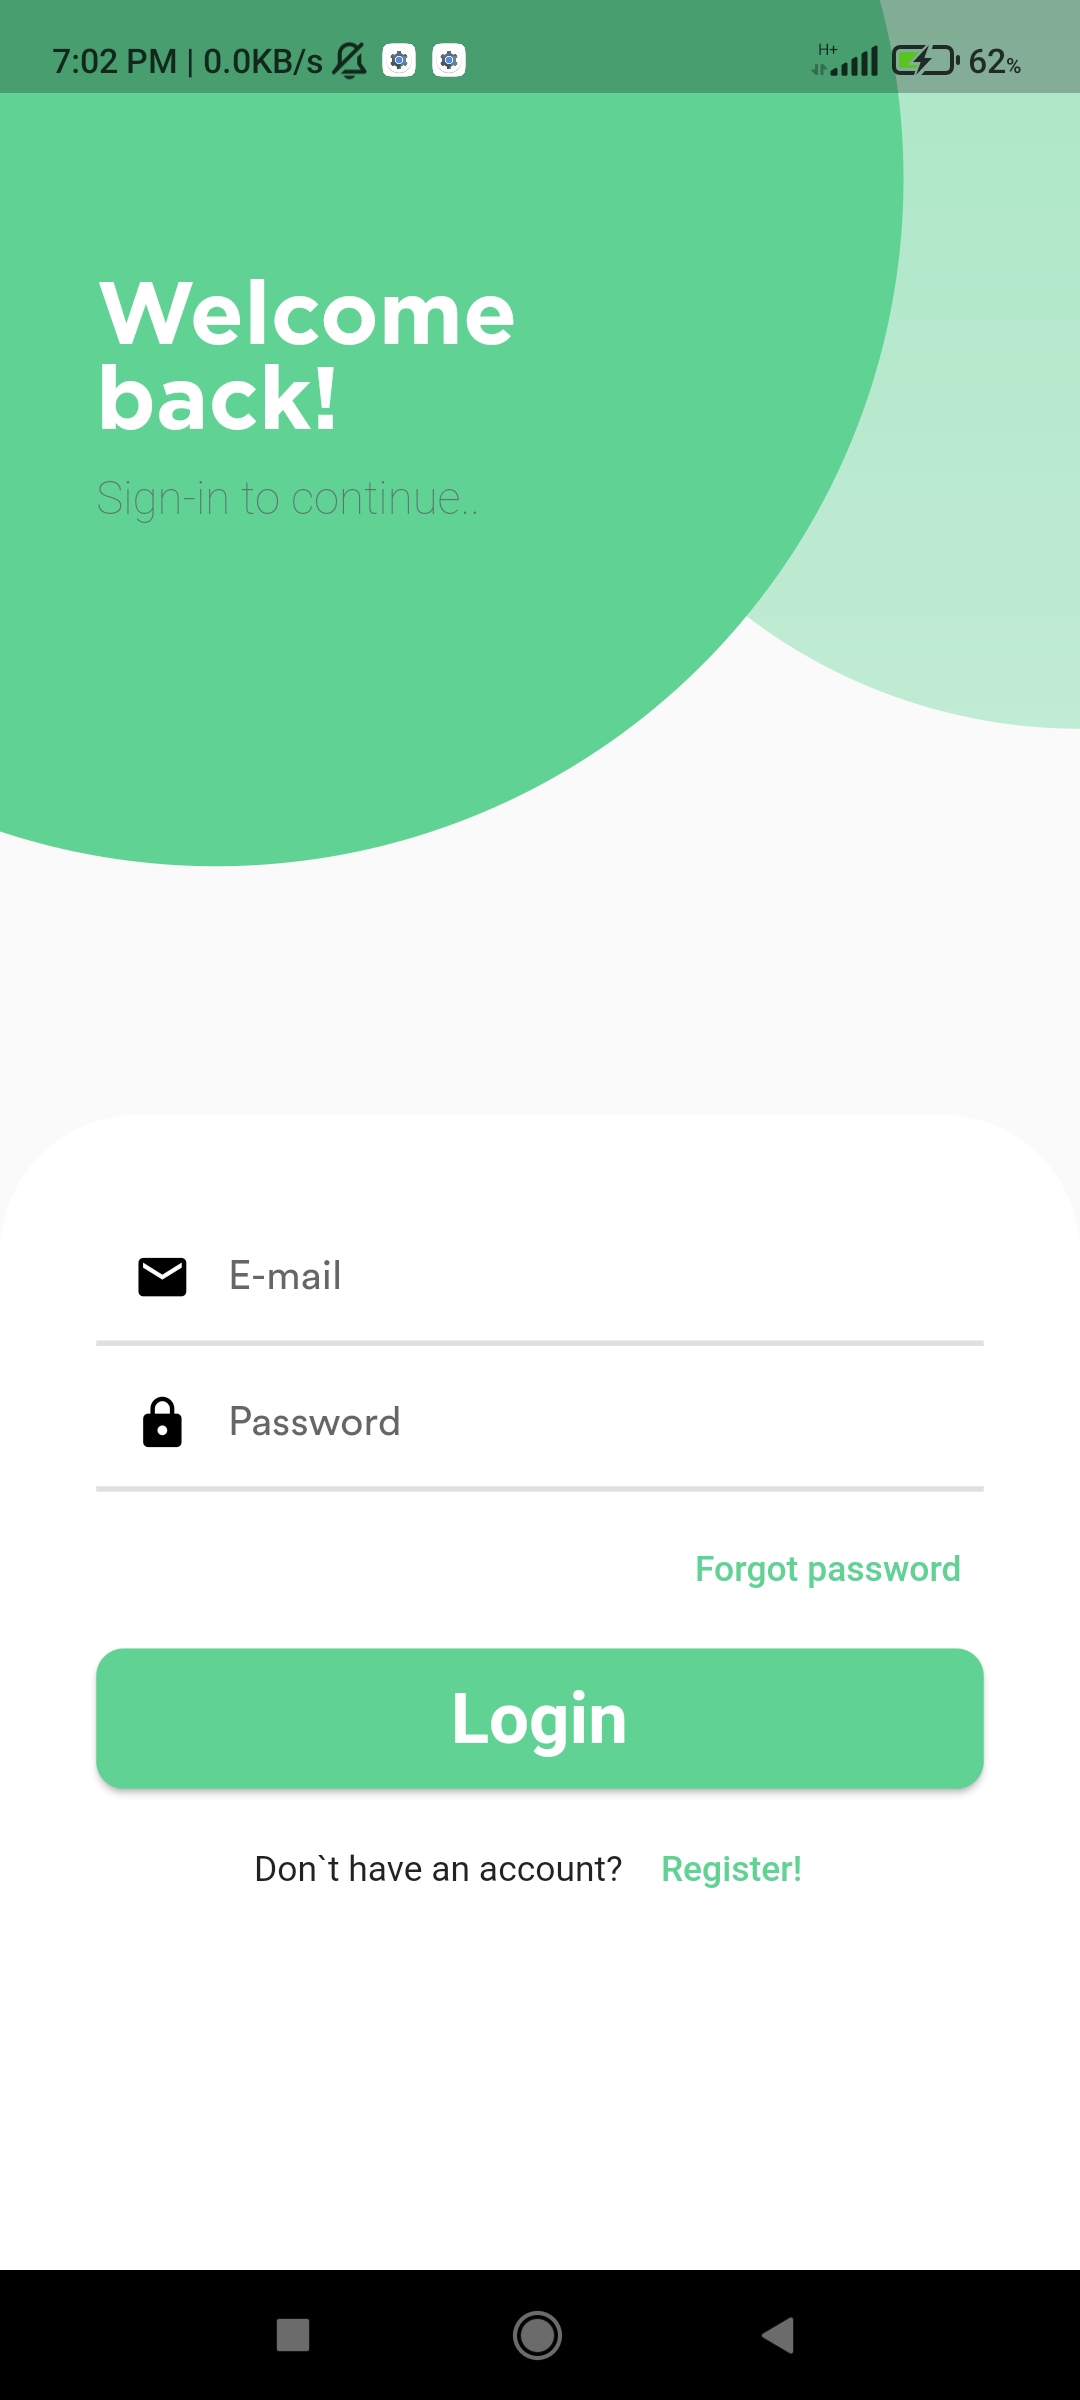 7:02 PM | 0.0KB/s H+ 62%
Welcome
back!
Sign-in to continue..
E-mail
Password
Forgot password
Login
Don`t have an account? Register!